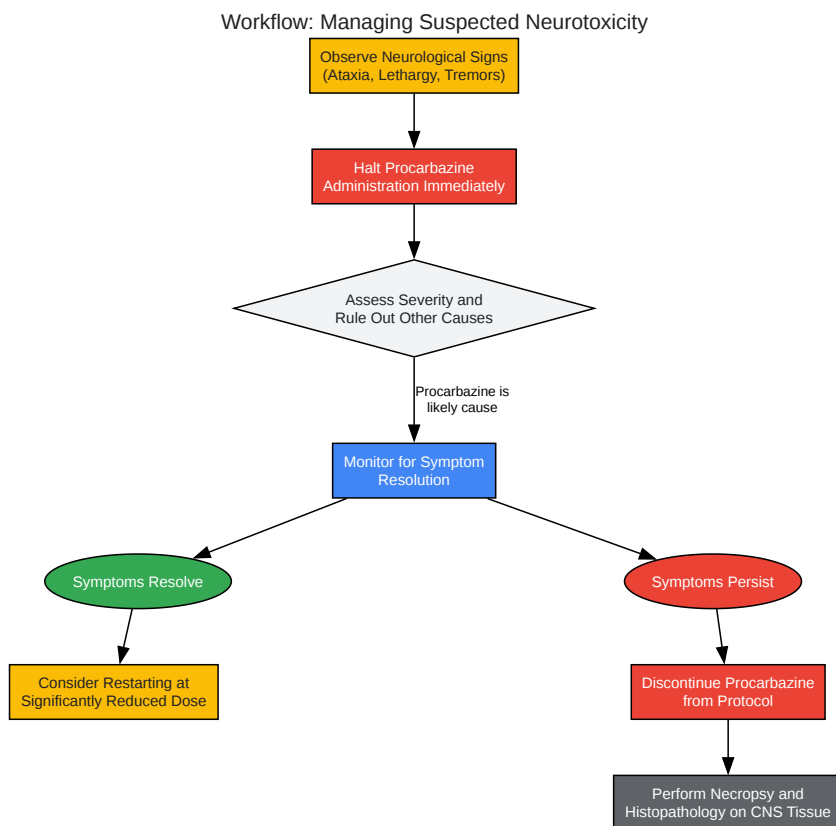 Workflow: Managing Suspected Neurotoxicity
Observe Neurological Signs
(Ataxia, Lethargy, Tremors)
Halt Procarbazine
Administration Immediately
Assess Severity and
Rule Out Other Causes
Procarbazine is
likely cause
Monitor for Symptom
Resolution
Symptoms Resolve
Symptoms Persist
Consider Restarting at
Significantly Reduced Dose
Discontinue Procarbazine
from Protocol
Perform Necropsy and
Histopathology on CNS Tissue